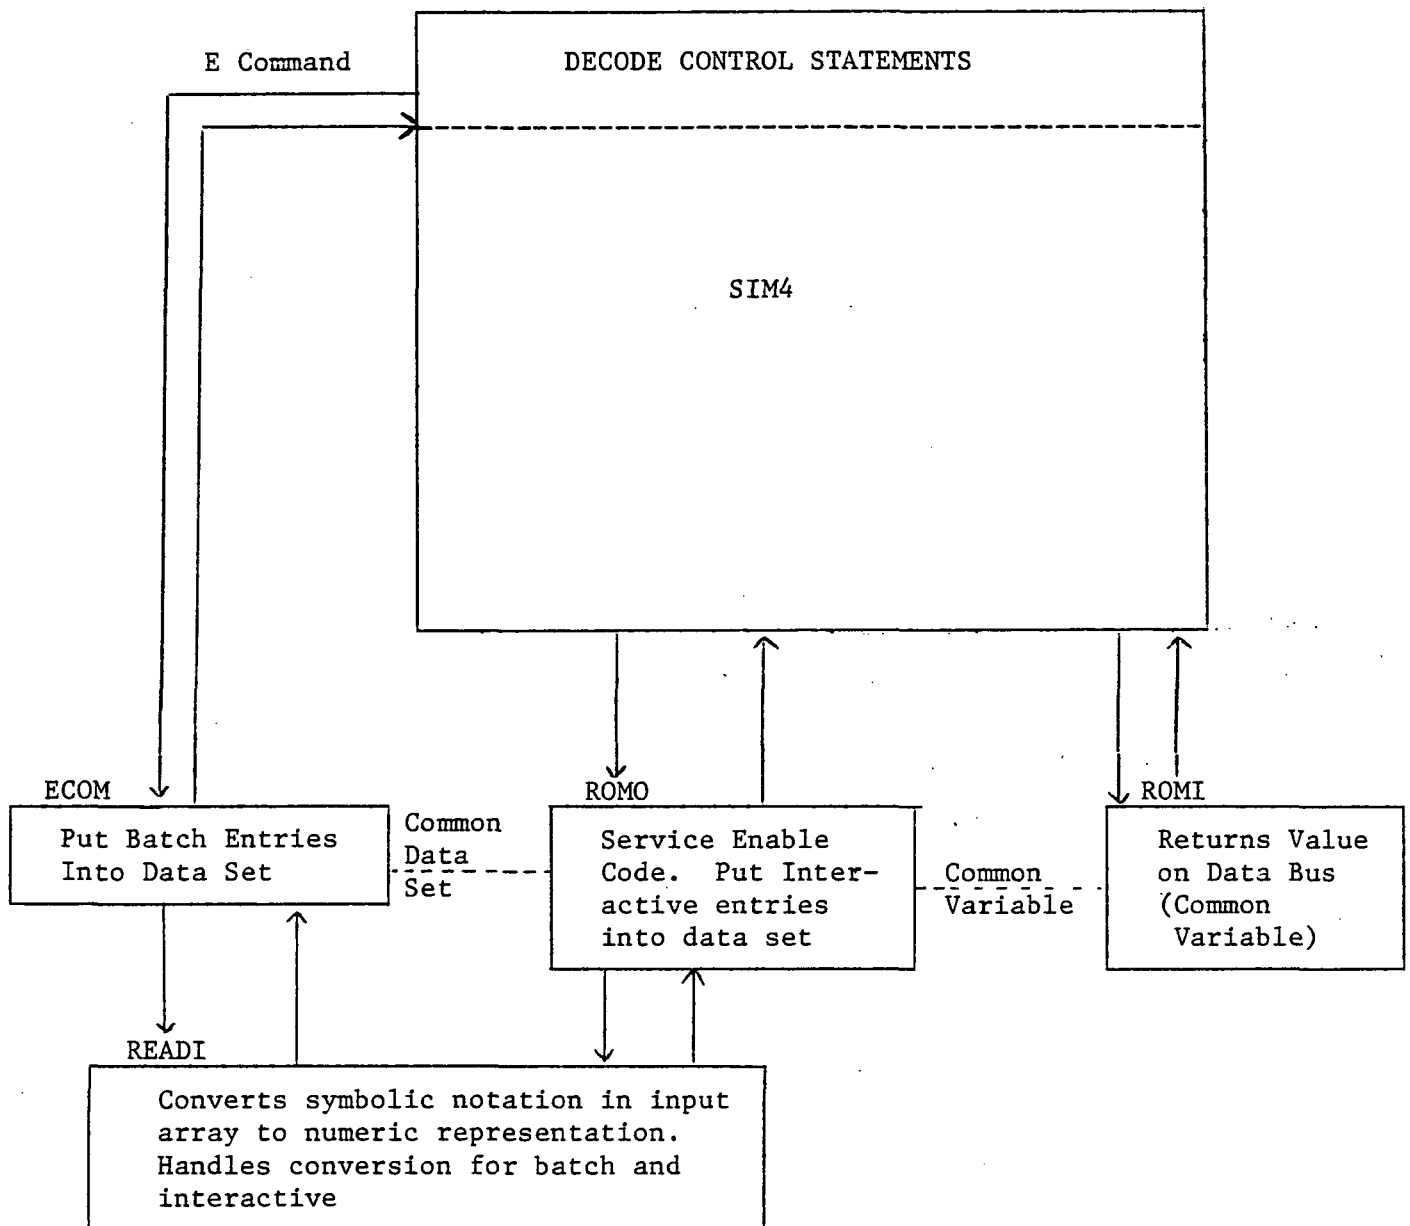 E Command
DECODE CONTROL STATEMENTS
SIM4
ECOM
Put Batch Entries
Into Data Set
Common
Data
Set
ROMO
Service Enable
Code. Put Inter-
active entries
into data set
Common
Variable
ROMI
Returns Value
on Data Bus
(Common
Variable)
READI
Converts symbolic notation in input
array to numeric representation.
Handles conversion for batch and
interactive